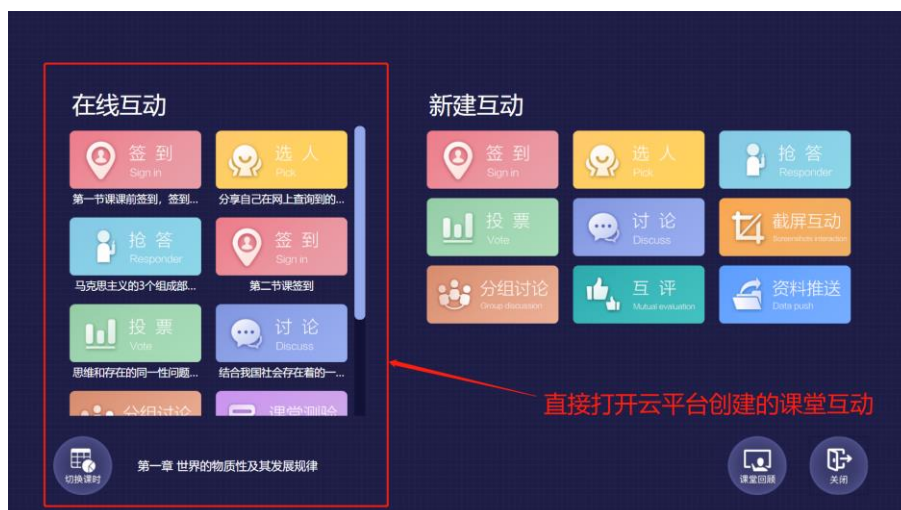 在线互动
签到
Sign in
第一节课课前签到，签到...
选人
Pick
分享自己在网上查询到的...
抢答
Responder
马克思主义的3个组成部...
签到
Sign in
第二节课签到
投票
Vote
思维和存在的同一性问题...
讨论
Discuss
结合我国社会存在着的一...
分组讨论
课堂测验
切换课时
第一章 世界的物质性及其发展规律
新建互动
签到
Sign in
选人
Pick
抢答
Responder
投票
Vote
讨论
Discuss
截屏互动
Screenshots interaction
分组讨论
Group discussion
互评
Mutual evaluation
资料推送
Data push
直接打开云平台创建的课堂互动
课堂回顾
关闭